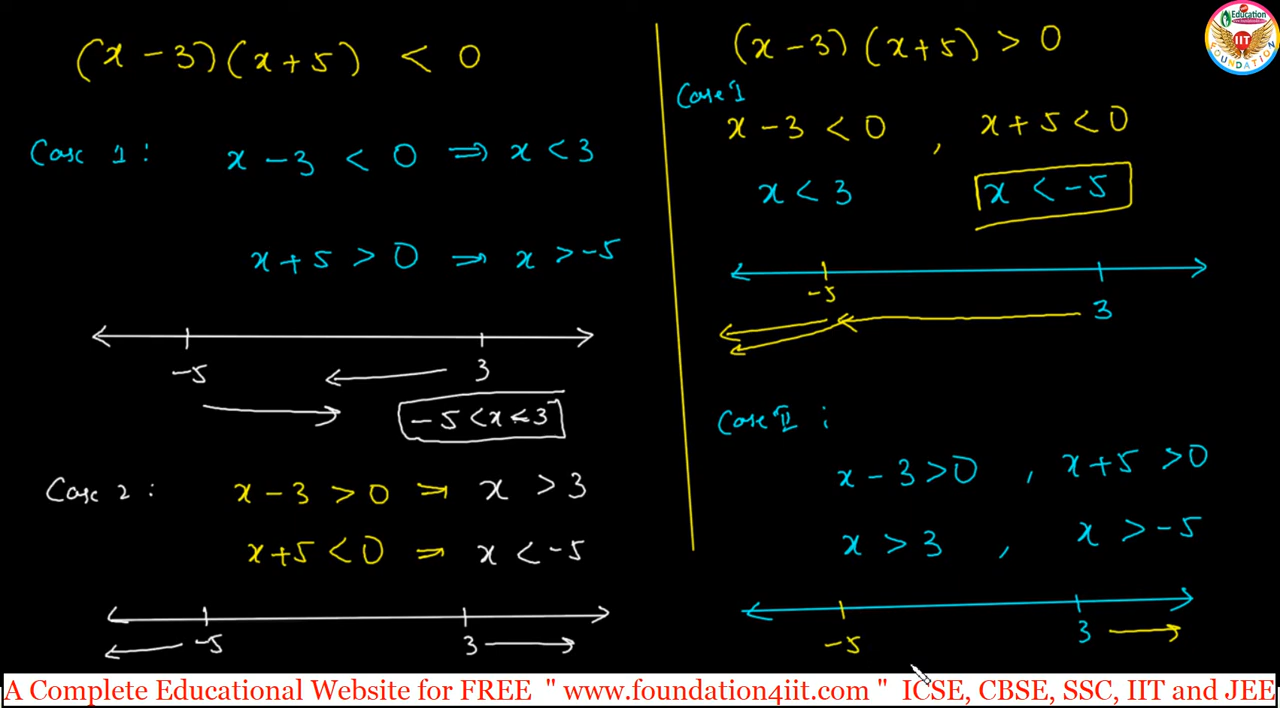 (x-3)(x+5) < 0
Case 1: x-3 < 0 ⇒ x < 3
x+5 > 0 ⇒ x > -5
-5 3
-5 < x < 3
Case 2: x-3 > 0 ⇒ x > 3
x+5 < 0 ⇒ x < -5
-5 3
(x-3)(x+5) > 0
Case I
x-3 < 0, x+5 < 0
x < 3 x < -5
-5 3
Case II:
x-3 > 0, x+5 > 0
x > 3, x > -5
-5 3
Education
IIT
FOUNDATION
A Complete Educational Website for FREE " www.foundation4iit.com " ICSE, CBSE, SSC, IIT and JEE